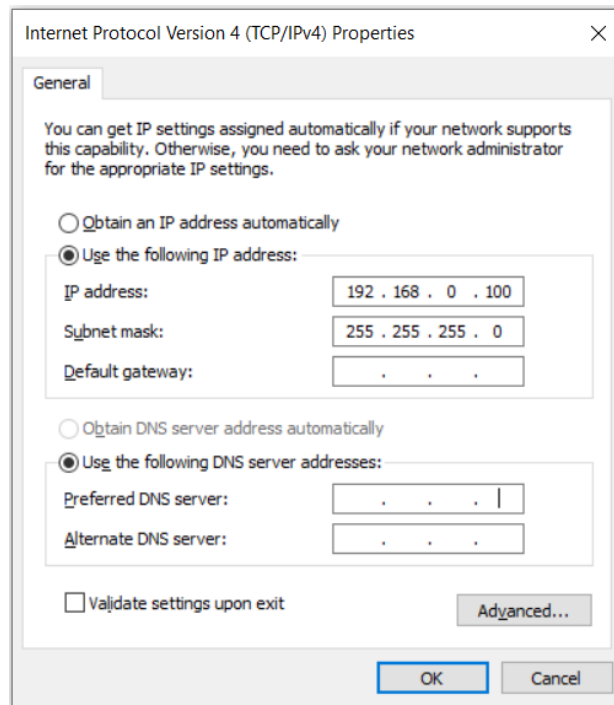 Internet Protocol Version 4 (TCP/IPv4) Properties
General
You can get IP settings assigned automatically if your network supports
this capability. Otherwise, you need to ask your network administrator
for the appropriate IP settings.
Obtain an IP address automatically
Use the following IP address:
IP address: 192 . 168 . 0 . 100
Subnet mask: 255 . 255 . 255 . 0
Default gateway: . . .
Obtain DNS server address automatically
Use the following DNS server addresses:
Preferred DNS server: . . .
Alternate DNS server: . . .
Validate settings upon exit
Advanced...
OK Cancel